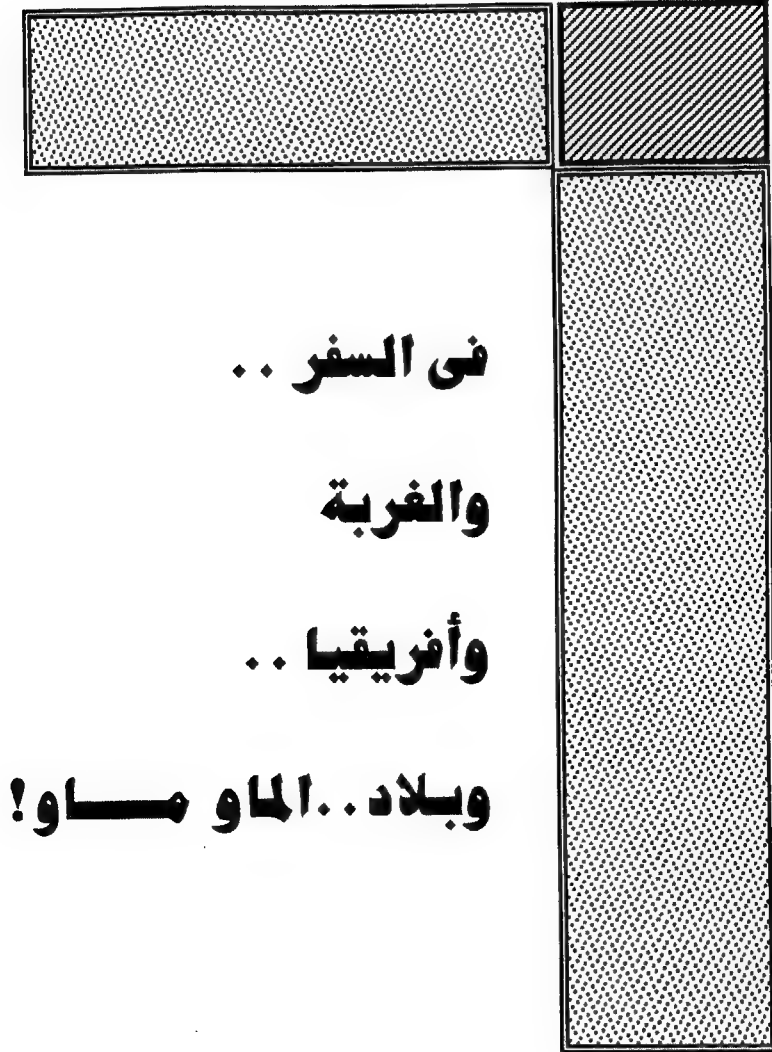 فى السفر ..
والغربة
وأفريقيا ..
وبلاد..الماو مـــاو!